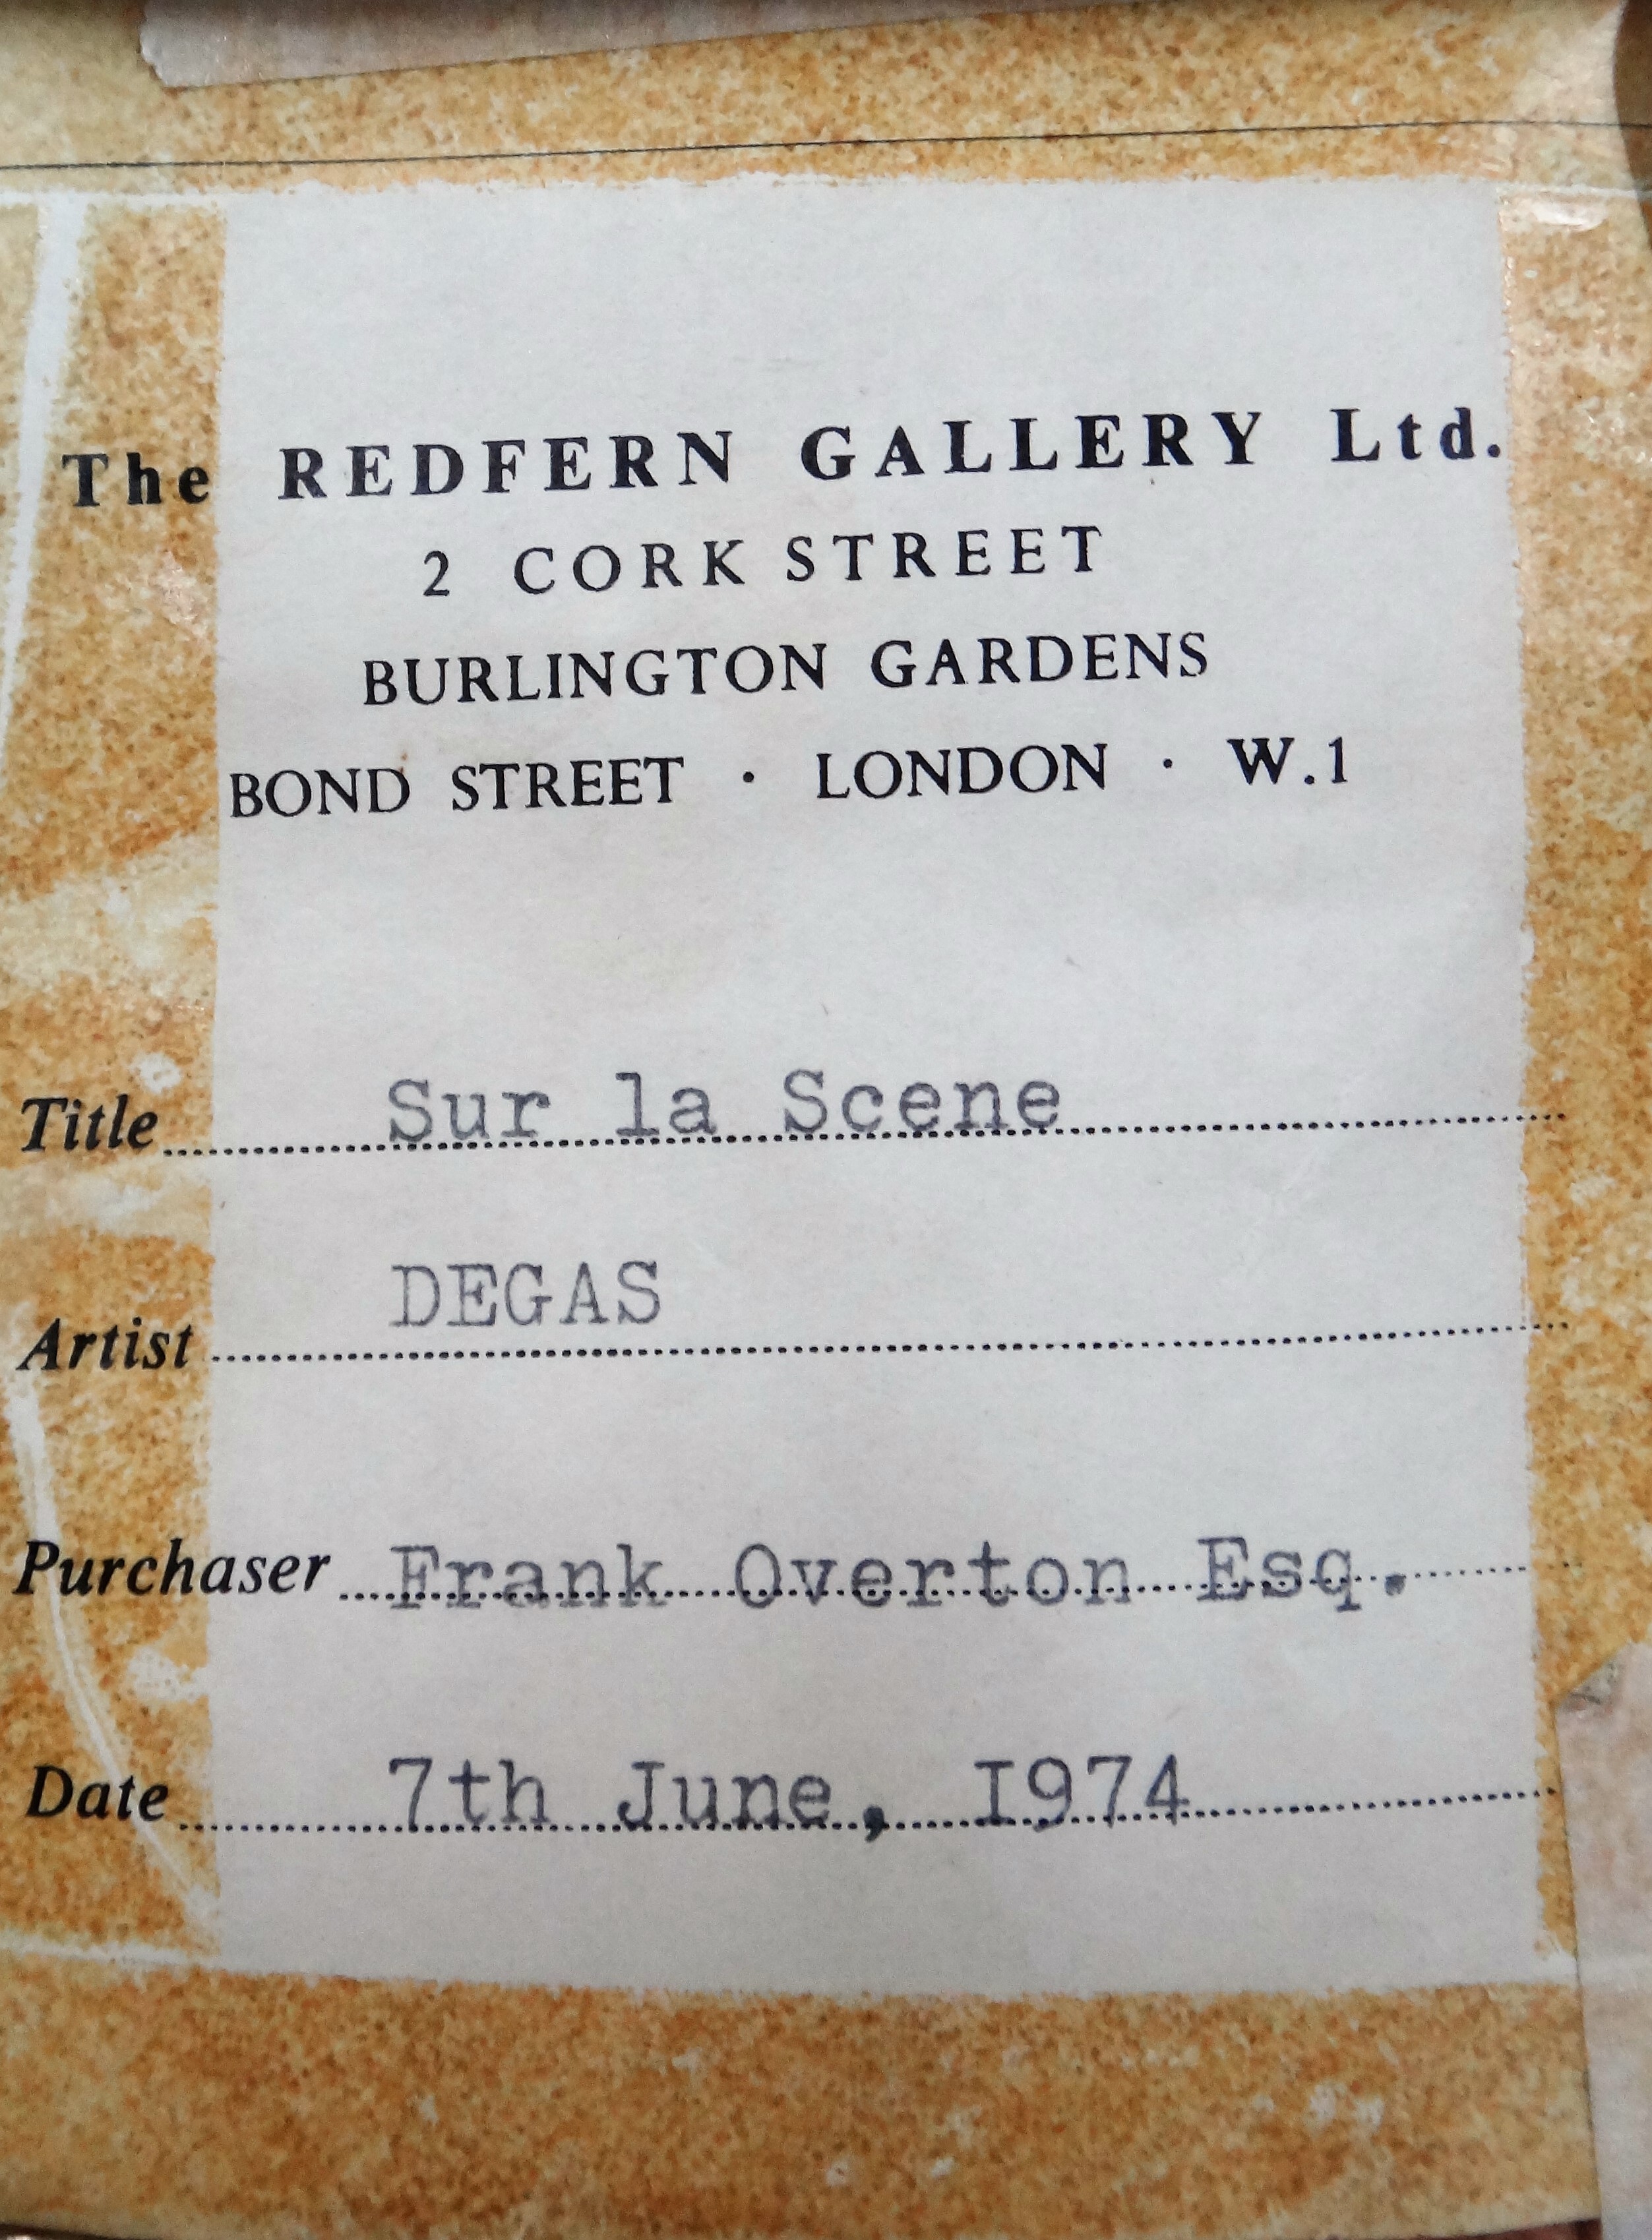 The REDFERN GALLERY Ltd.
2 CORK STREET
BURLINGTON GARDENS
BOND STREET · LONDON · W.1
Title Sur la Scene
Artist DEGAS
Purchaser Frank Overton Esq.
Date 7th June, I974